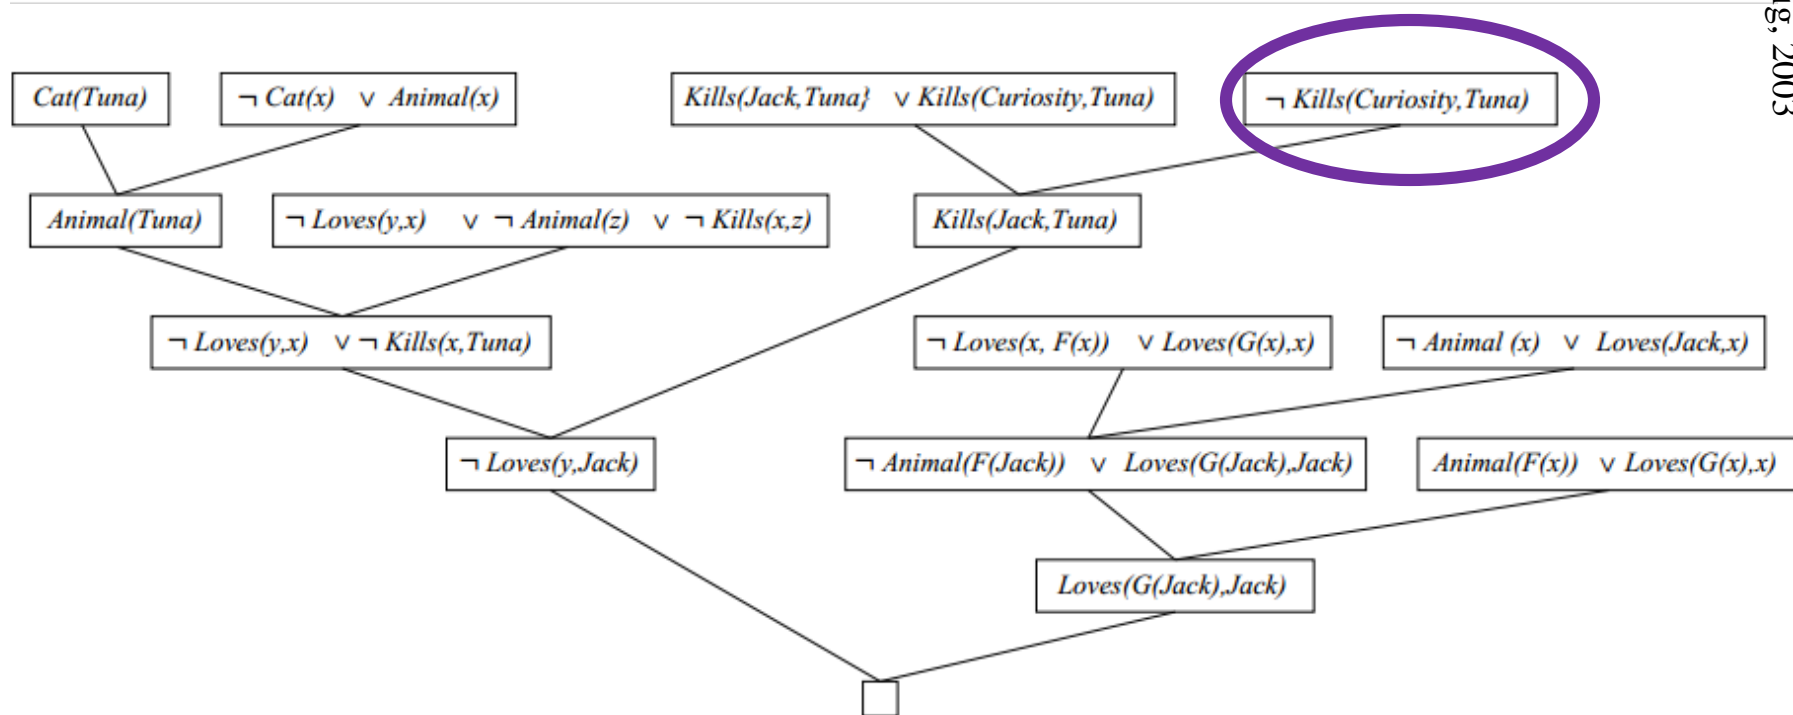 Cat(Tuna)
¬ Cat(x) ∨ Animal(x)
Kills(Jack,Tuna} ∨ Kills(Curiosity,Tuna)
¬ Kills(Curiosity,Tuna)
ug, 2003
Animal(Tuna)
¬ Loves(y,x) ∨ ¬ Animal(z) ∨ ¬ Kills(x,z)
Kills(Jack,Tuna)
¬ Loves(y,x) ∨ ¬ Kills(x,Tuna)
¬ Loves(x, F(x)) ∨ Loves(G(x),x)
¬ Animal (x) ∨ Loves(Jack,x)
¬ Loves(y,Jack)
¬ Animal(F(Jack)) ∨ Loves(G(Jack),Jack)
Animal(F(x)) ∨ Loves(G(x),x)
Loves(G(Jack),Jack)